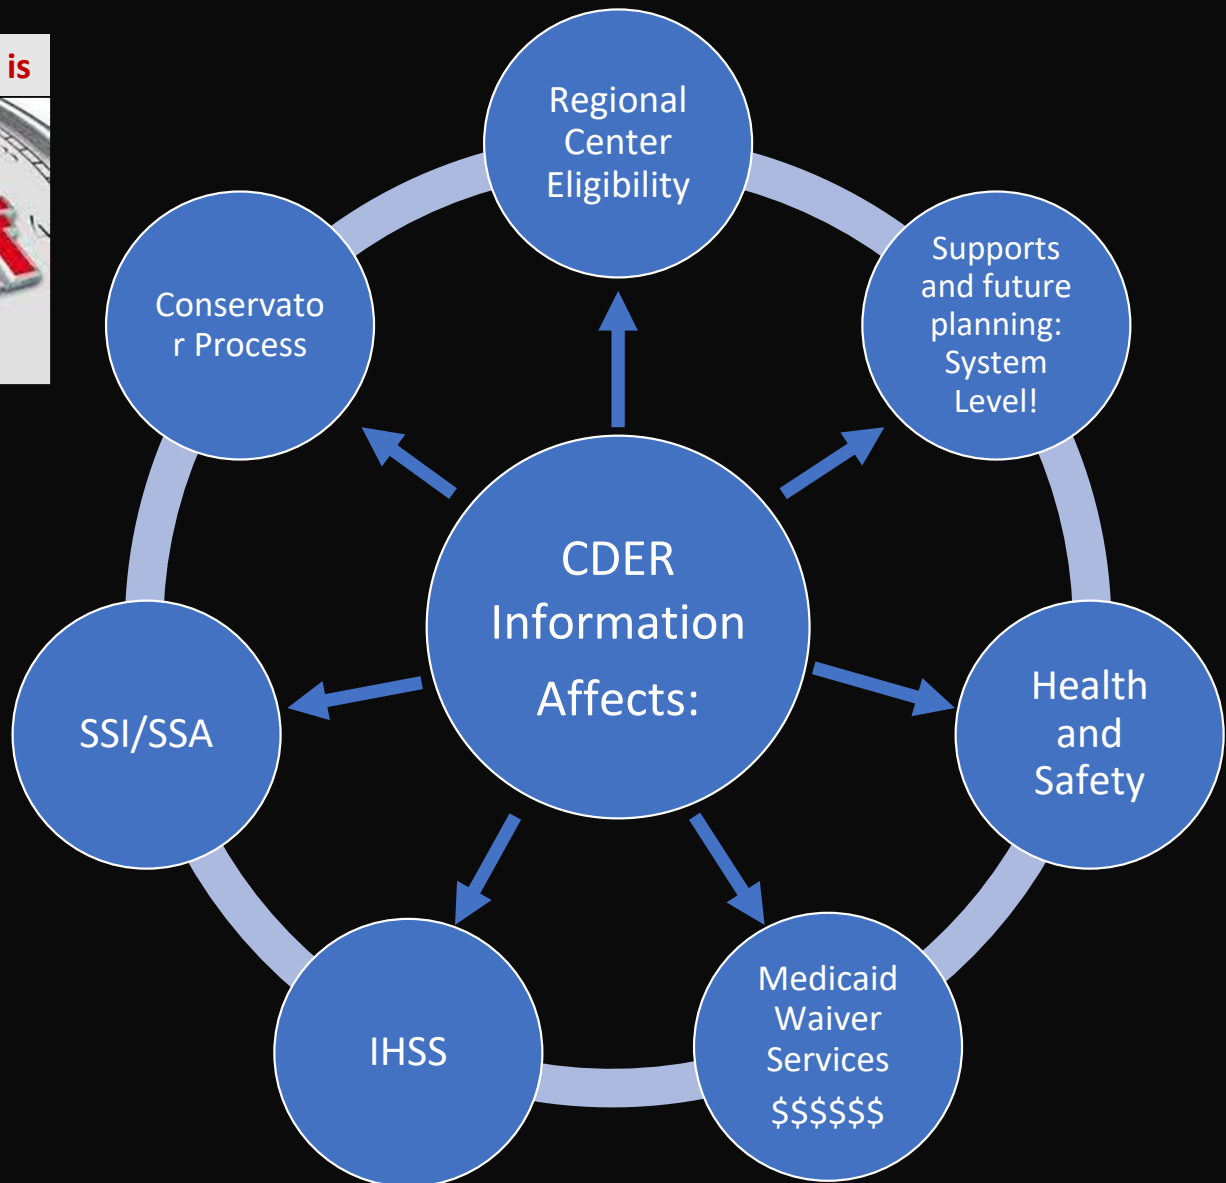 is
Regional
Center
Eligibility
Supports
and future
planning:
System
Level!
Health
and
Safety
Medicaid
Waiver
Services
$$$$$$
IHSS
SSI/SSA
Conservato
r Process
CDER
Information
Affects: